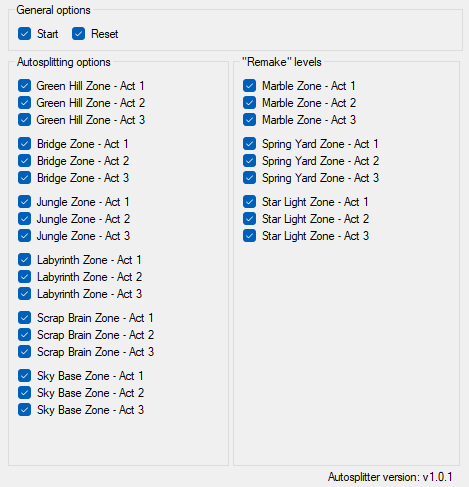 General options
Start
Reset
Autosplitting options
Green Hill Zone - Act 1
Green Hill Zone - Act 2
Green Hill Zone - Act 3
Bridge Zone - Act 1
Bridge Zone - Act 2
Bridge Zone - Act 3
Jungle Zone - Act 1
Jungle Zone - Act 2
Jungle Zone - Act 3
Labyrinth Zone - Act 1
Labyrinth Zone - Act 2
Labyrinth Zone - Act 3
Scrap Brain Zone - Act 1
Scrap Brain Zone - Act 2
Scrap Brain Zone - Act 3
Sky Base Zone - Act 1
Sky Base Zone - Act 2
Sky Base Zone - Act 3
"Remake" levels
Marble Zone - Act 1
Marble Zone - Act 2
Marble Zone - Act 3
Spring Yard Zone - Act 1
Spring Yard Zone - Act 2
Spring Yard Zone - Act 3
Star Light Zone - Act 1
Star Light Zone - Act 2
Star Light Zone - Act 3
Autosplitter version: v1.0.1